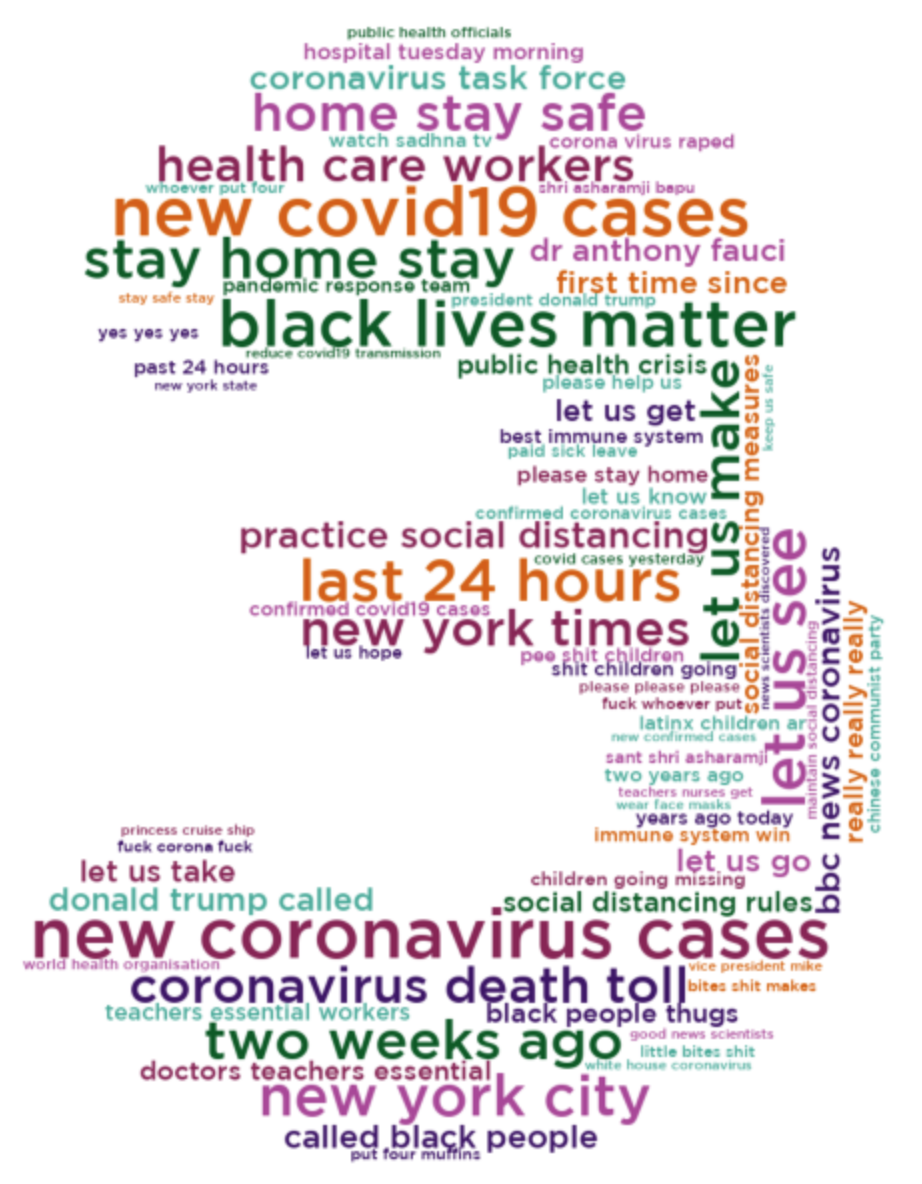 public health officials
hospital tuesday morning
coronavirus task force
home stay safe
watch sadhna tv
corona virus raped
health care workers
whoever put four
shri asharamji bapu
new covid19 cases
stay home stay
dr anthony fauci
pandemic response team
first time since
stay safe stay
president donald trump
black lives matter
yes yes yes
reduce covid19 transmission
past 24 hours
public health crisis
new york state
please help us
let us make
social distancing measures
keep us safe
let us get
best immune system
paid sick leave
please stay home
let us know
confirmed coronavirus cases
practice social distancing
covid cases yesterday
last 24 hours
confirmed covid19 cases
new york times
let us hope
pee shit children
shit children going
please please please
fuck whoever put
latinx children ar
new confirmed cases
sant shri asharamji
two years ago
teachers nurses get
wear face masks
years ago today
immune system win
news scientists discovered
let us see
maintain social distancing
bbc news coronavirus
really really really
chinese communist party
princess cruise ship
fuck corona fuck
let us go
let us take
children going missing
donald trump called
social distancing rules
new coronavirus cases
world health organisation
vice president mike
coronavirus death toll
bites shit makes
teachers essential workers
black people thugs
two weeks ago
good news scientists
little bites shit
doctors teachers essential
white house coronavirus
new york city
called black people
put four muffins